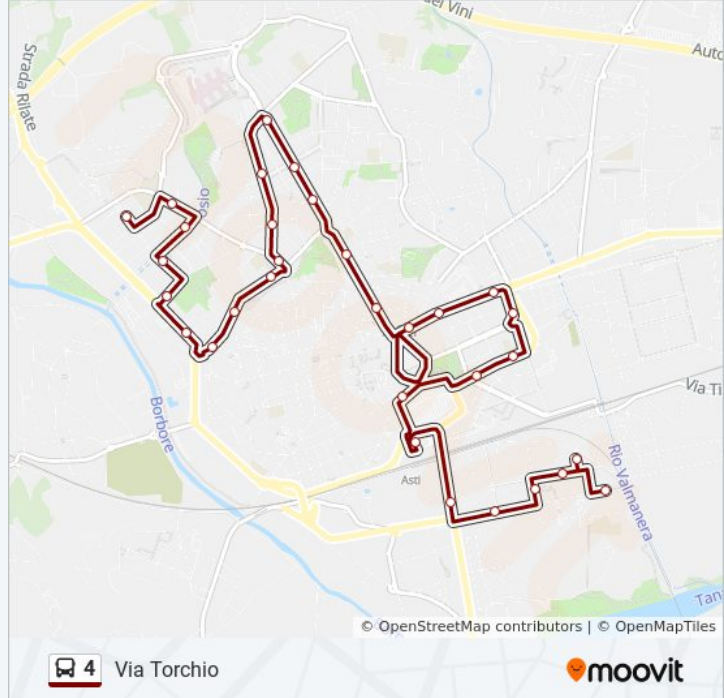 dei Vini
Auto
Strada Rilate
osio
Borbore
Via Ti
Asti
Rio Valmanera
Tan
© OpenStreetMap contributors | © OpenMapTiles
4 Via Torchio
moovit